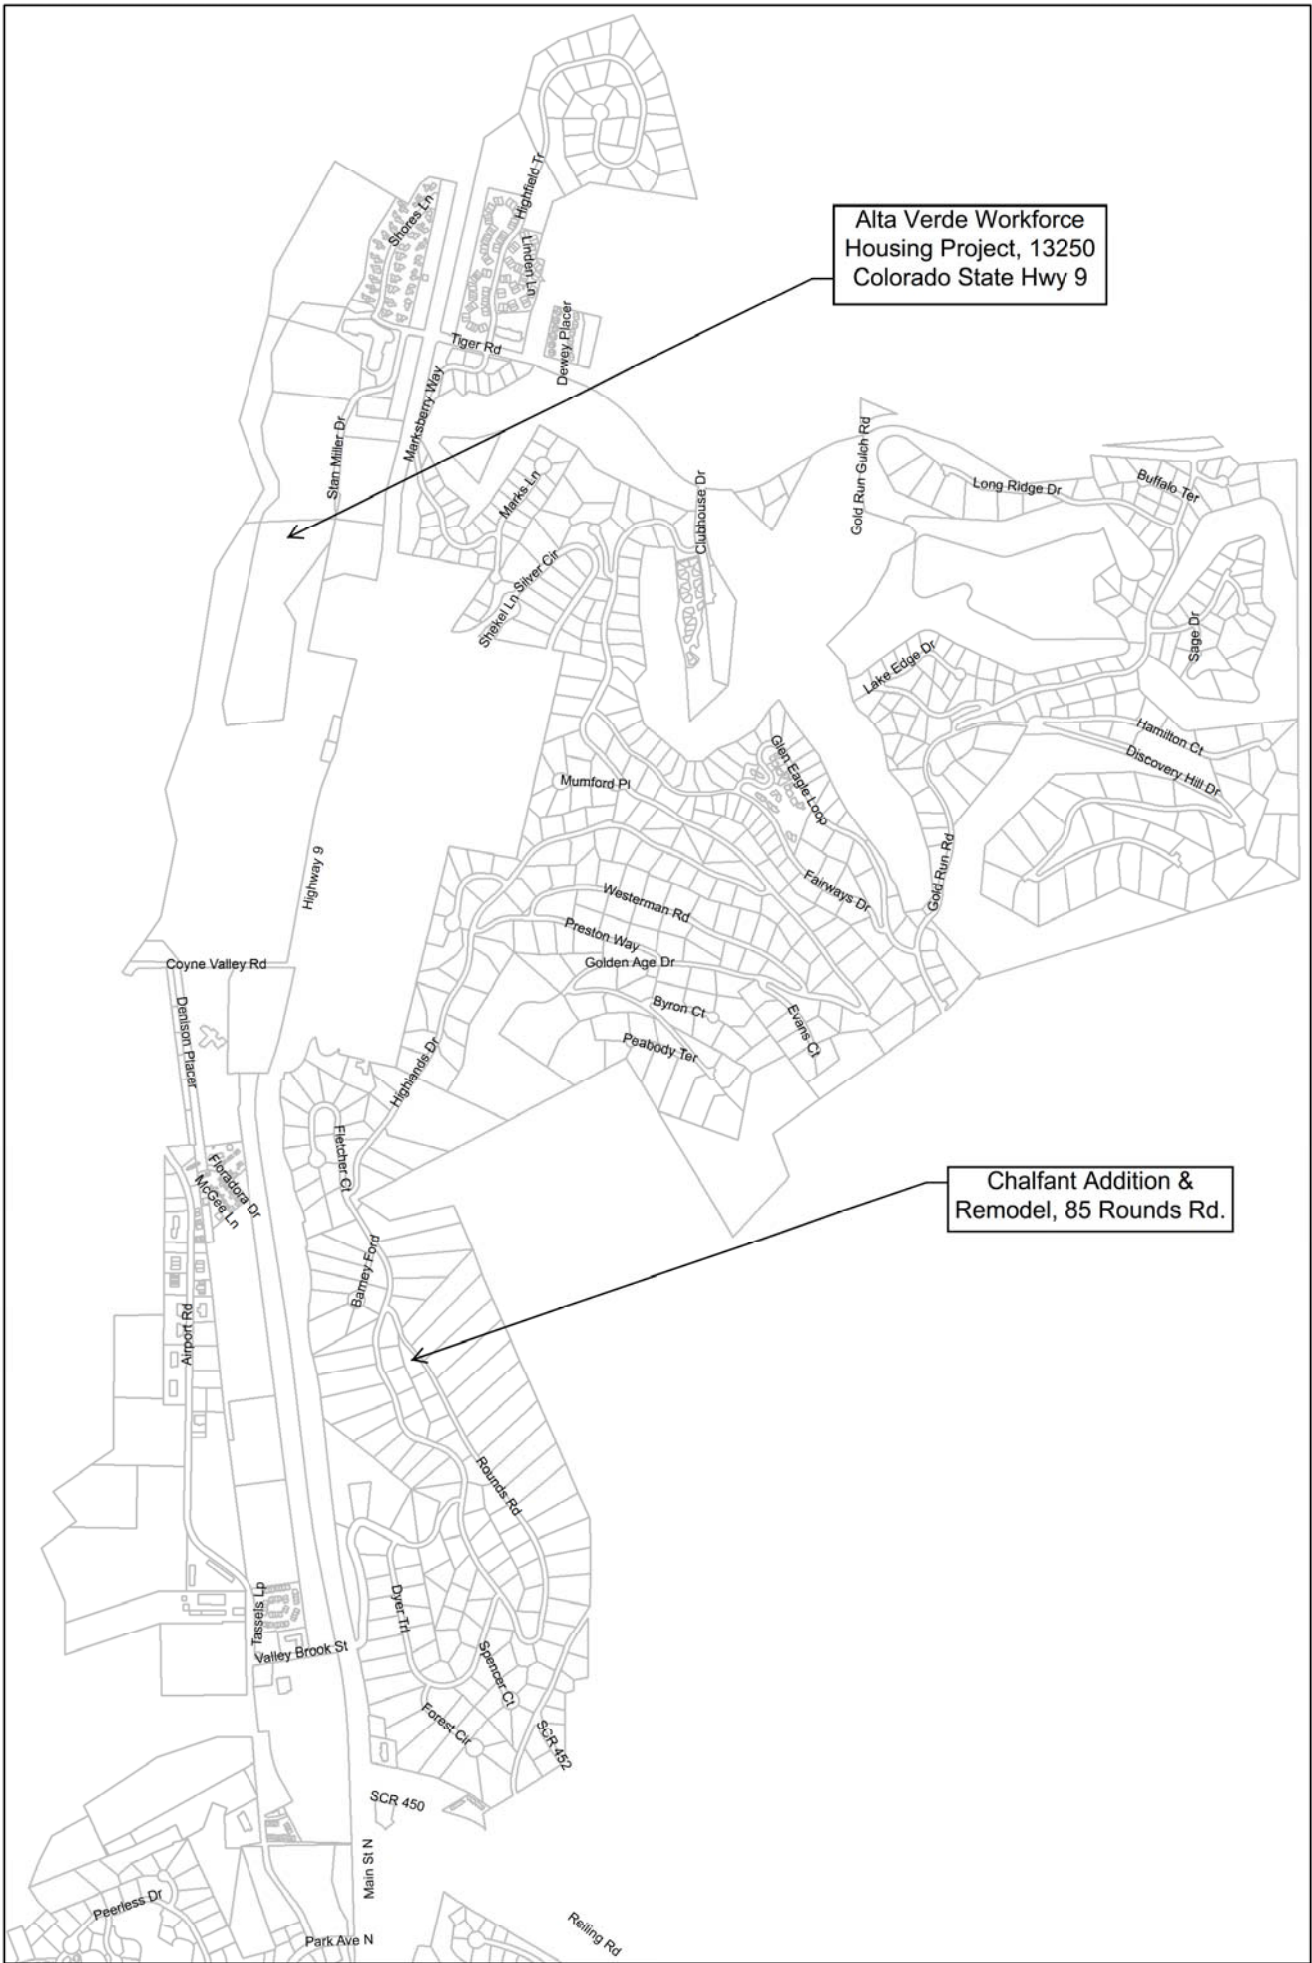 Highfield Tr
Shores Ln
Linden Ln
Alta Verde Workforce
Housing Project, 13250
Colorado State Hwy 9
Tiger Rd
Dewey Placer
Marksberry Way
Stan Miller Dr
Gold Run Gulch Rd
Long Ridge Dr
Buffalo Ter
Marks Ln
Clubhouse Dr
Silver Cir
Shekel Ln
Sage Dr
Lake Edge Dr
Hamilton Ct
Discovery Hill Dr
Glen Eagle Loop
Mumford Pl
Highway 9
Gold Run Rd
Fairways Dr
Westerman Rd
Preston Way
Golden Age Dr
Coyne Valley Rd
Byron Ct
Evans Ct
Peabody Ter
Denison Placer
Highlands Dr
Fletcher Ct
Floradora Dr
McGee Ln
Chalfant Addition &
Remodel, 85 Rounds Rd.
Barney Ford
Airport Rd
Rounds Rd
Dyer Trl
Tassels Lp
Valley Brook St
Spencer Ct
Forest Cir
SCR 452
SCR 450
Main St N
Peerless Dr
Park Ave N
Reiling Rd